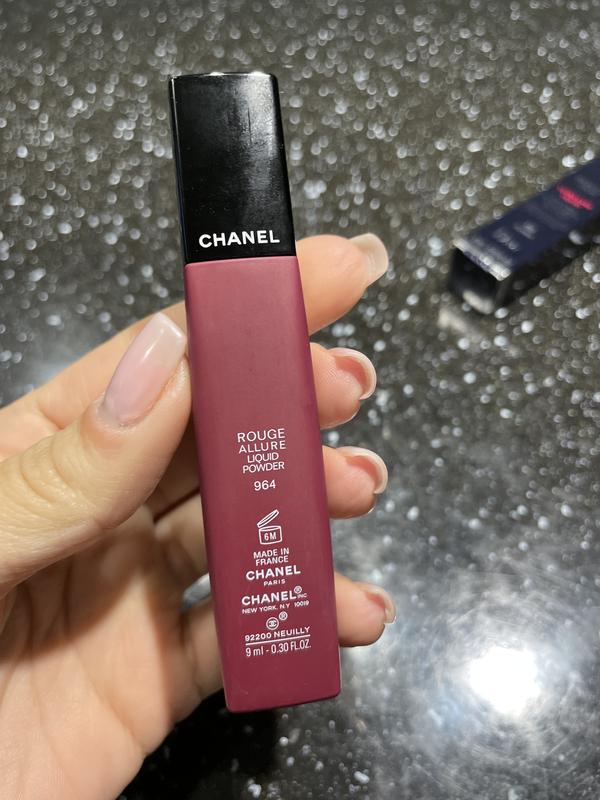 CHANEL
ROUGE
ALLURE
LIQUID
POWDER
964
6M
MADE IN
FRANCE
CHANEL
PARIS
CHANEL® INC
NEW YORK. N.Y 10019
®
92200 NEUILLY
9 ml - 0.30 FL.OZ.